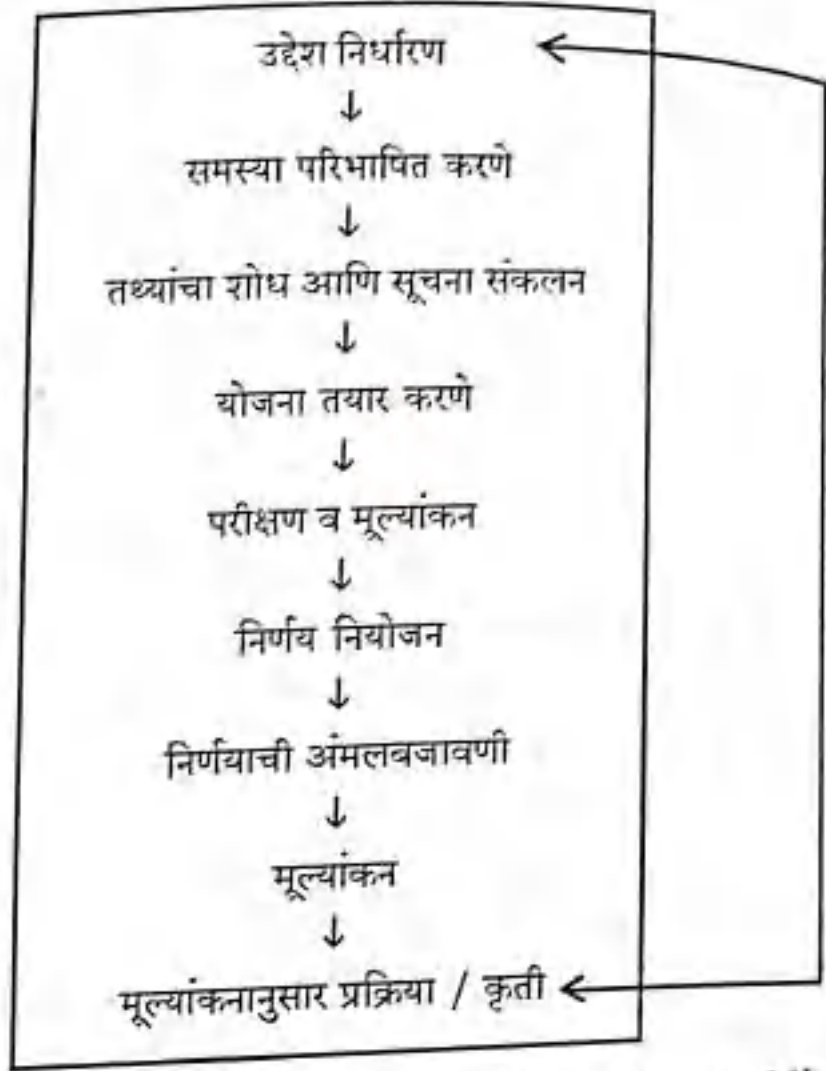 उद्देश निर्धारण
↓
समस्या परिभाषित करणे
↓
तथ्यांचा शोध आणि सूचना संकलन
↓
योजना तयार करणे
↓
परीक्षण व मूल्यांकन
↓
निर्णय नियोजन
↓
निर्णयाची अंमलबजावणी
↓
मूल्यांकन
↓
मूल्यांकनानुसार प्रक्रिया / कृती